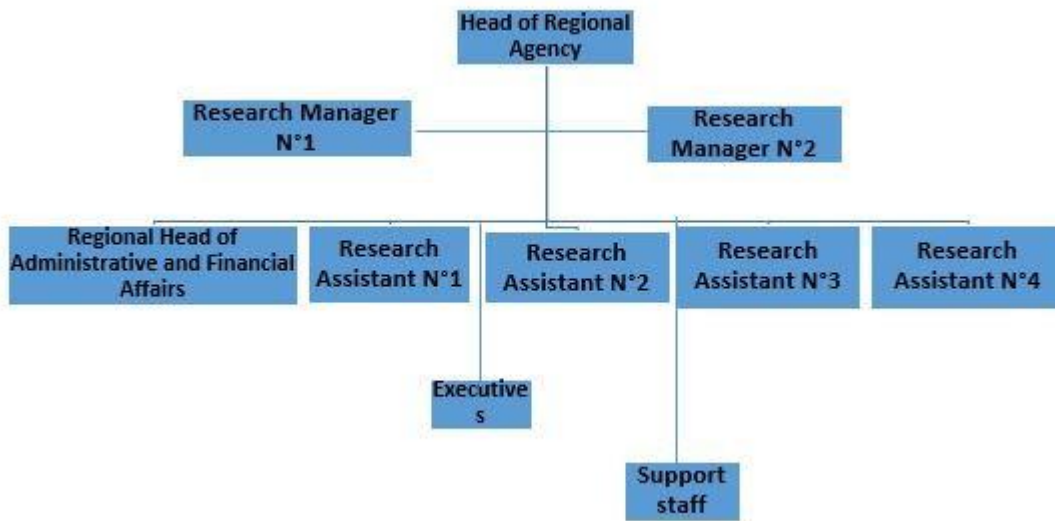 Head of Regional
Agency
Research Manager
N°1
Research
Manager N°2
Regional Head of
Administrative and Financial
Affairs
Research
Assistant N°1
Research
Assistant N°2
Research
Assistant N°3
Research
Assistant N°4
Executive
s
Support
staff